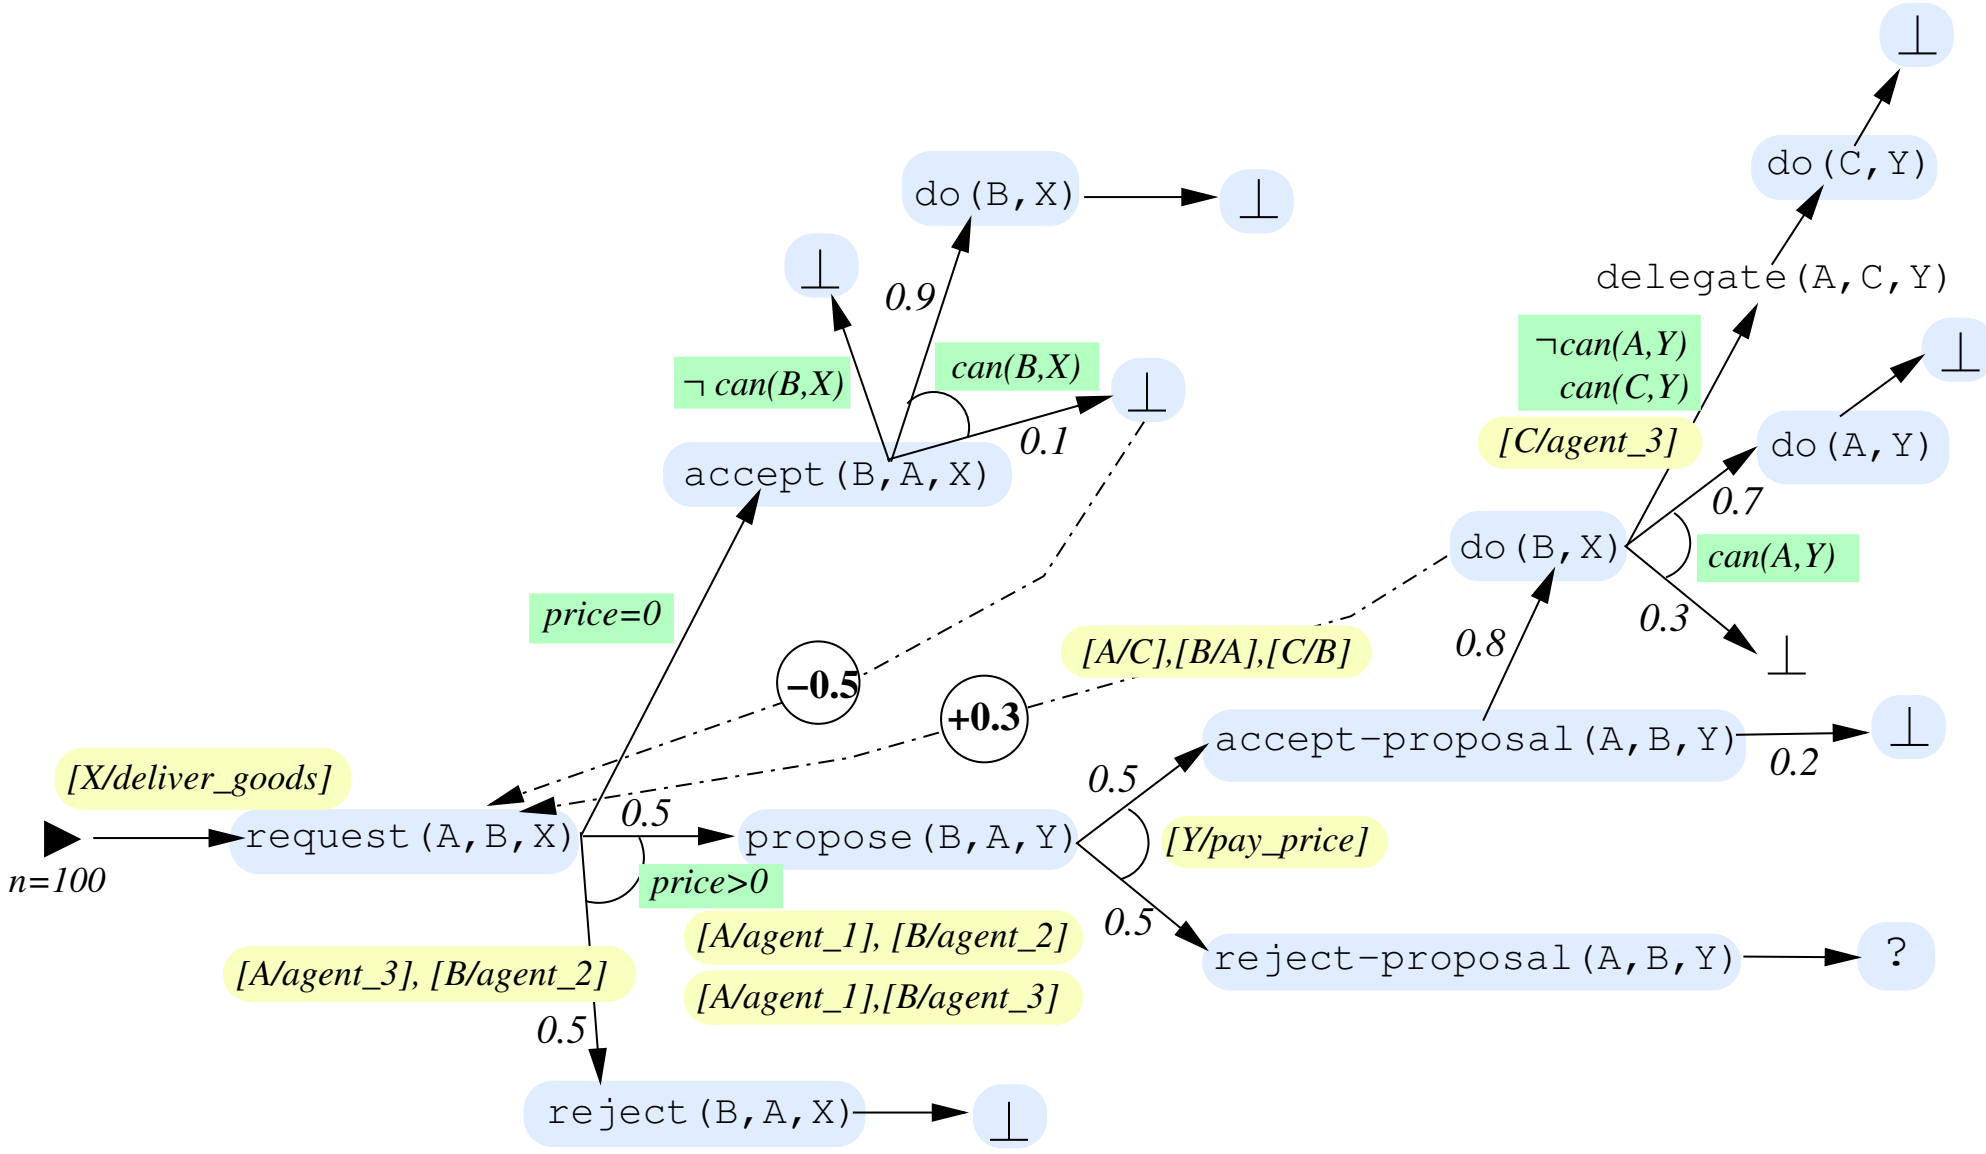 ⊥
do(C,Y)
do(B,X)
⊥
⊥
delegate(A,C,Y)
0.9
¬can(A,Y)
can(C,Y)
⊥
¬ can(B,X)
can(B,X)
⊥
0.1
[C/agent_3]
do(A,Y)
accept(B,A,X)
0.7
do(B,X)
can(A,Y)
price=0
0.3
0.8
[A/C],[B/A],[C/B]
⊥
−0.5
+0.3
accept−proposal(A,B,Y)
⊥
0.2
[X/deliver_goods]
0.5
0.5
request(A,B,X)
propose(B,A,Y)
[Y/pay_price]
n=100
price>0
0.5
[A/agent_1], [B/agent_2]
reject−proposal(A,B,Y)
?
[A/agent_3], [B/agent_2]
[A/agent_1],[B/agent_3]
0.5
reject(B,A,X)
⊥